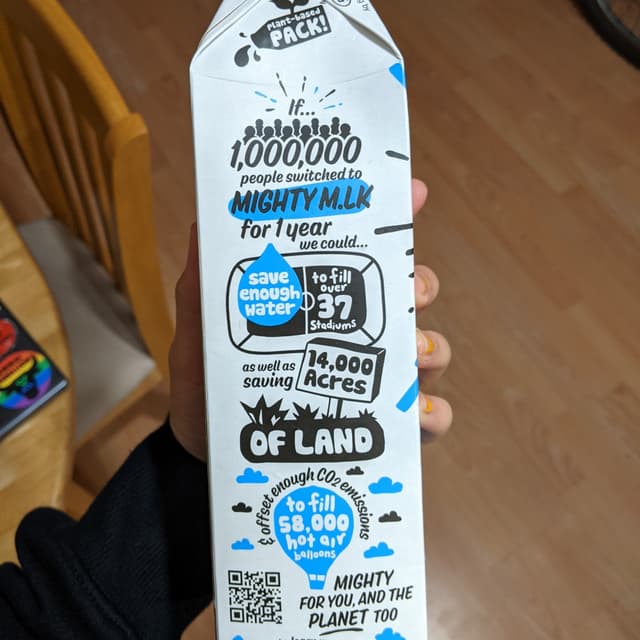 PLANT-BASED
PACK!
If...
1,000,000
people switched to
MIGHTY M.LK
for 1 year
we could...
save
enough
water
to fill
over
37
Stadiums
as well as
saving
14,000
Acres
OF LAND
& offset enough CO2 emissions
to fill
58,000
hot air
balloons
MIGHTY
FOR YOU, AND THE
PLANET TOO